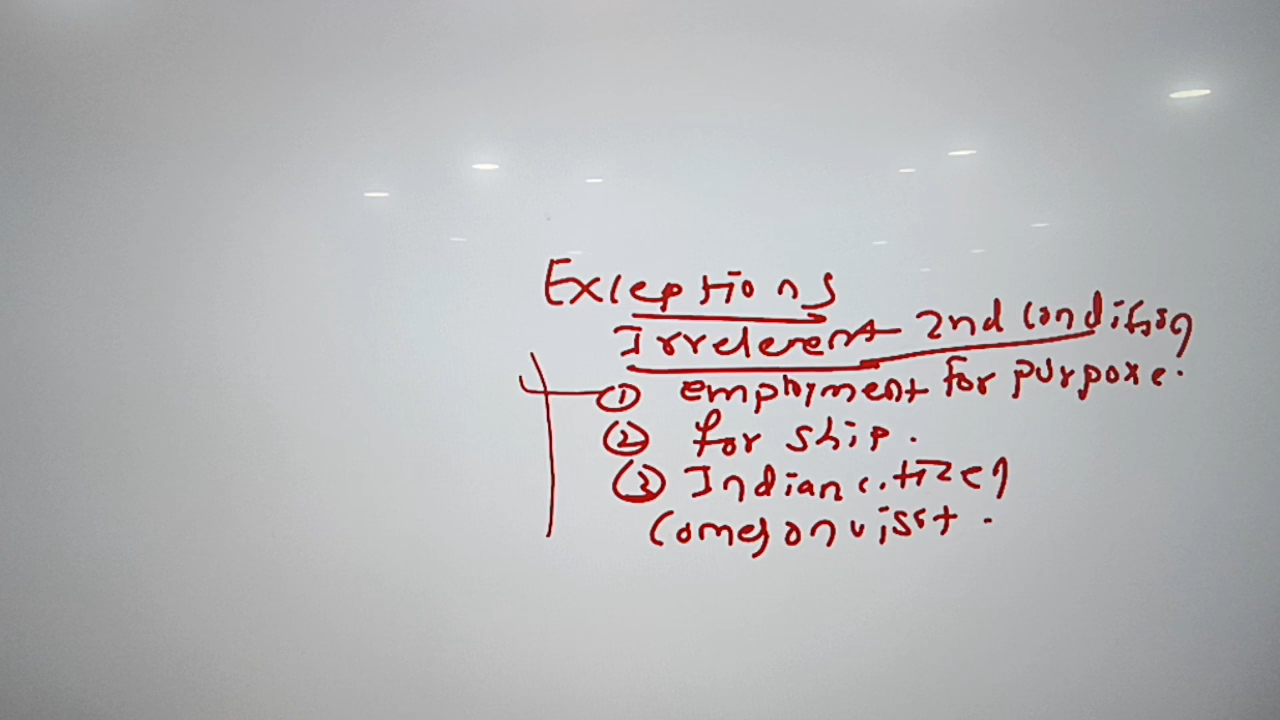 Exceptions
Irrelevent 2nd condition
① employment for purpose.
② for ship.
③ Indian citizen
comes on visit.